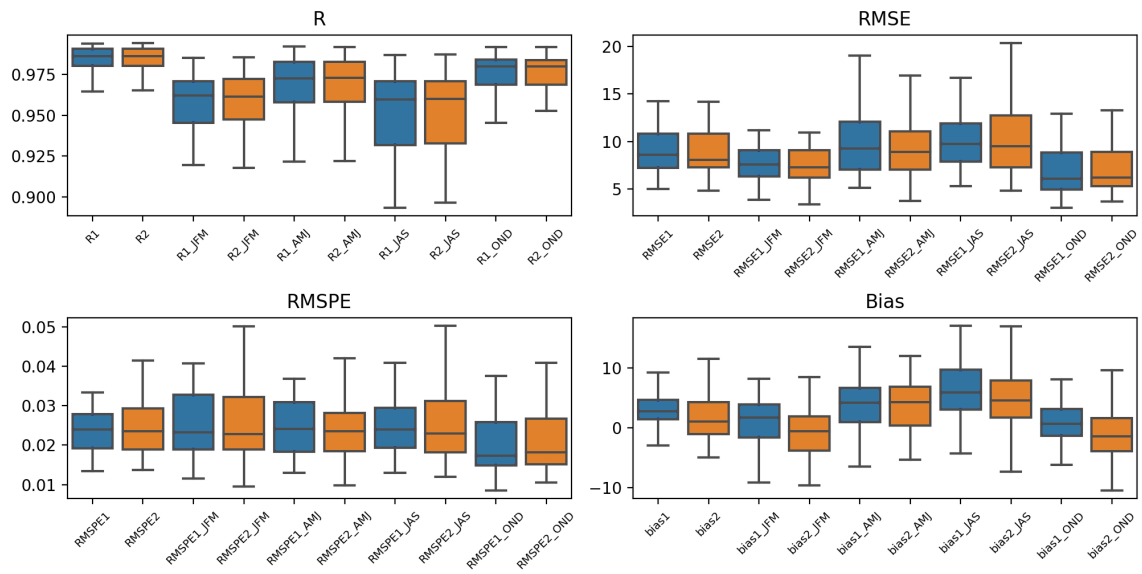 R
0.975
0.950
0.925
0.900
R1
R2
R1_JFM
R2_JFM
R1_AMJ
R2_AMJ
R1_JAS
R2_JAS
R1_OND
R2_OND
RMSE
20
15
10
5
RMSE1
RMSE2
RMSE1_JFM
RMSE2_JFM
RMSE1_AMJ
RMSE2_AMJ
RMSE1_JAS
RMSE2_JAS
RMSE1_OND
RMSE2_OND
RMSPE
0.05
0.04
0.03
0.02
0.01
RMSPE1
RMSPE2
RMSPE1_JFM
RMSPE2_JFM
RMSPE1_AMJ
RMSPE2_AMJ
RMSPE1_JAS
RMSPE2_JAS
RMSPE1_OND
RMSPE2_OND
Bias
10
0
−10
bias1
bias2
bias1_JFM
bias2_JFM
bias1_AMJ
bias2_AMJ
bias1_JAS
bias2_JAS
bias1_OND
bias2_OND